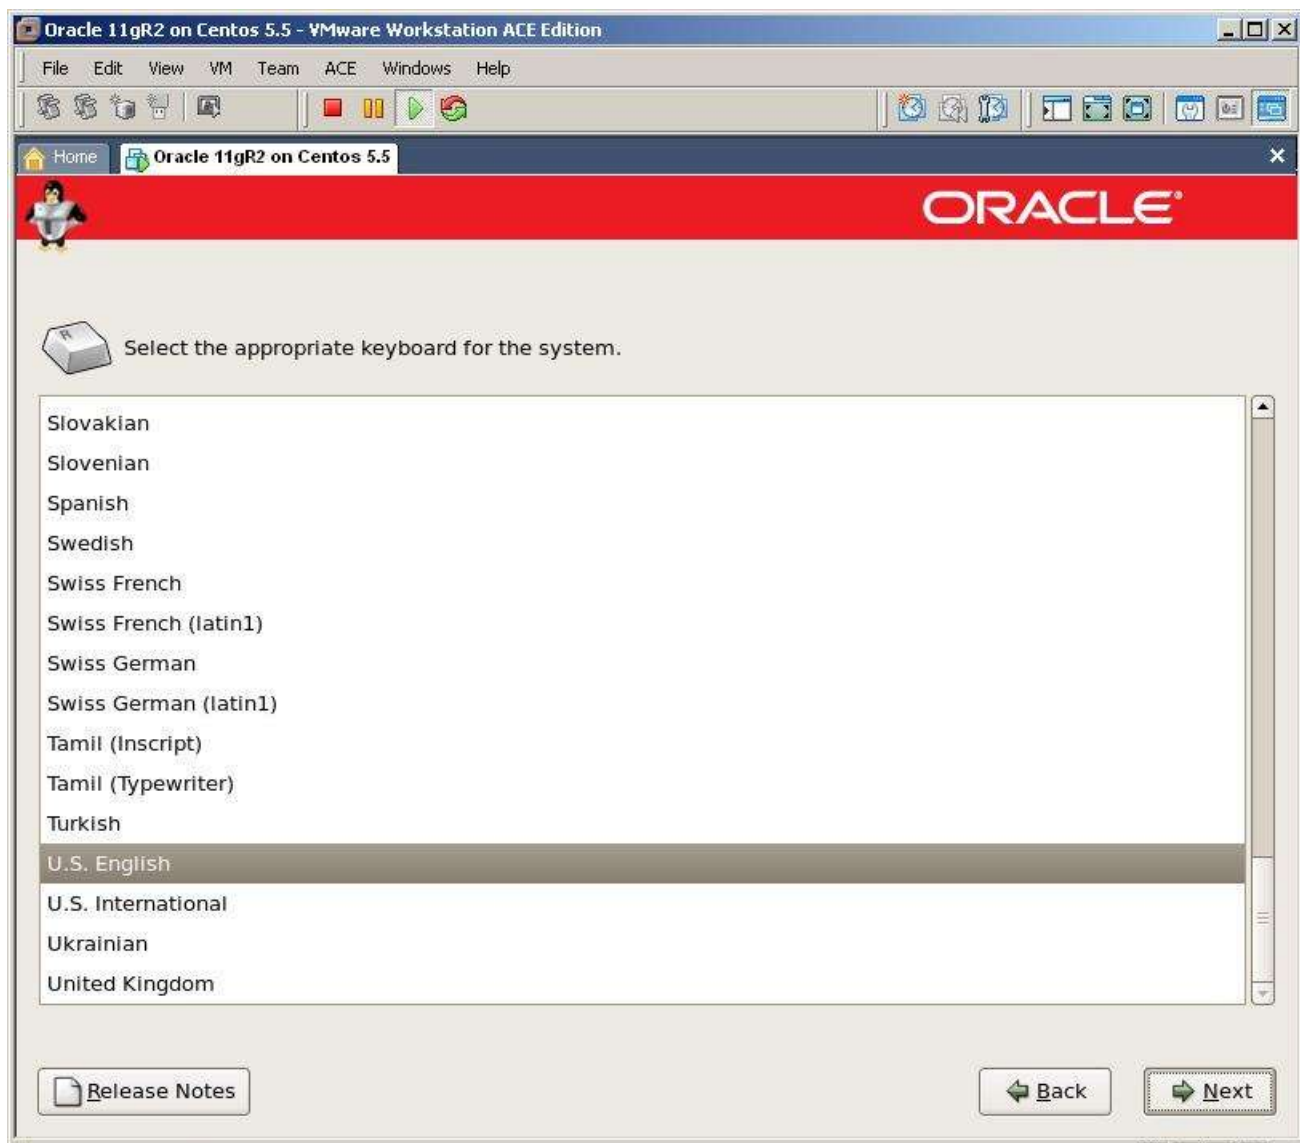 Oracle 11gR2 on Centos 5.5 - VMware Workstation ACE Edition
File Edit View VM Team ACE Windows Help
Home Oracle 11gR2 on Centos 5.5
ORACLE
R
Select the appropriate keyboard for the system.
Slovakian
Slovenian
Spanish
Swedish
Swiss French
Swiss French (latin1)
Swiss German
Swiss German (latin1)
Tamil (Inscript)
Tamil (Typewriter)
Turkish
U.S. English
U.S. International
Ukrainian
United Kingdom
Release Notes Back Next